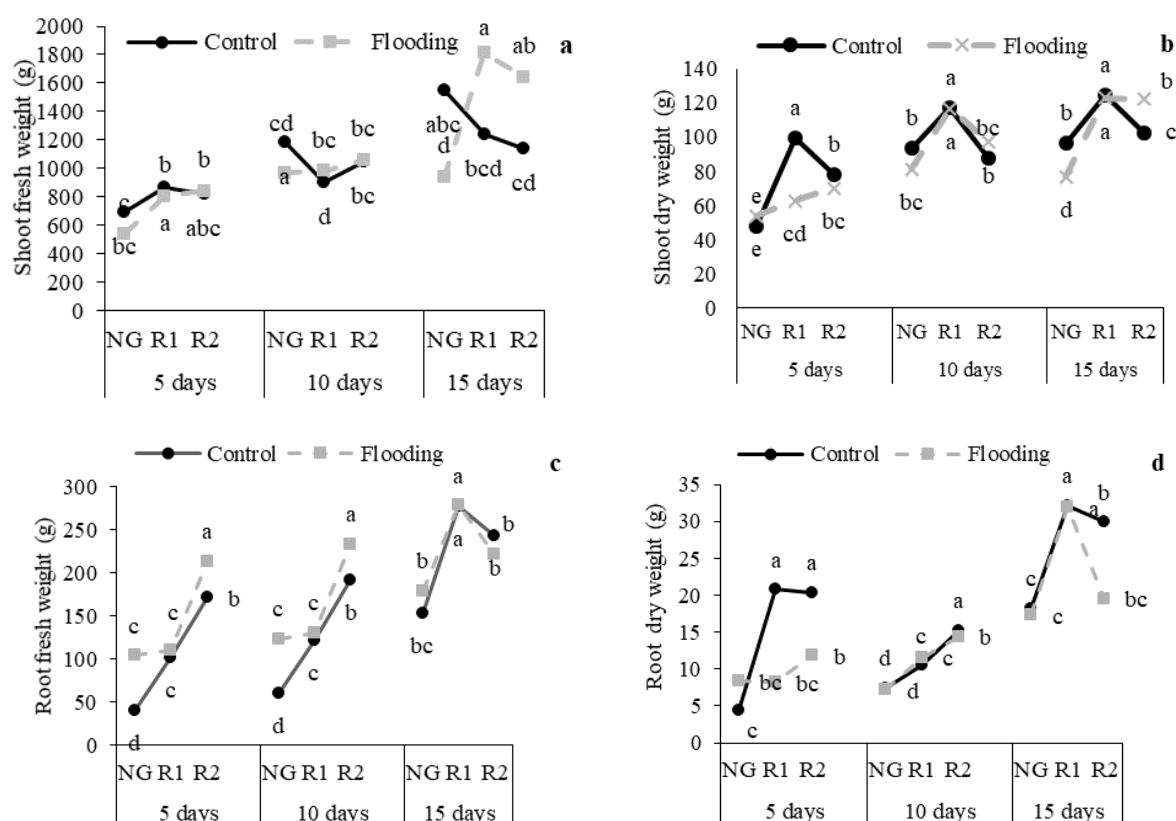 Control Flooding a
Shoot fresh weight (g)
2000
1800
1600
1400
1200
1000
800
600
400
200
0
c b b
bc a abc
cd bc bc
a d bc
a ab
abc
d bcd cd
NG R1 R2 NG R1 R2 NG R1 R2
5 days 10 days 15 days
Control Flooding b
Shoot dry weight (g)
140
120
100
80
60
40
20
0
e a b
e cd bc
b a bc
bc a b
b a b
d a c
NG R1 R2 NG R1 R2 NG R1 R2
5 days 10 days 15 days
Control Flooding c
Root fresh weight (g)
300
250
200
150
100
50
0
c c a
d c b
c c a
d c b
b a b
bc a b
NG R1 R2 NG R1 R2 NG R1 R2
5 days 10 days 15 days
Control Flooding d
Root dry weight (g)
35
30
25
20
15
10
5
0
a a
bc bc b
c
d c a
d c b
c a b
a
c bc
NG R1 R2 NG R1 R2 NG R1 R2
5 days 10 days 15 days